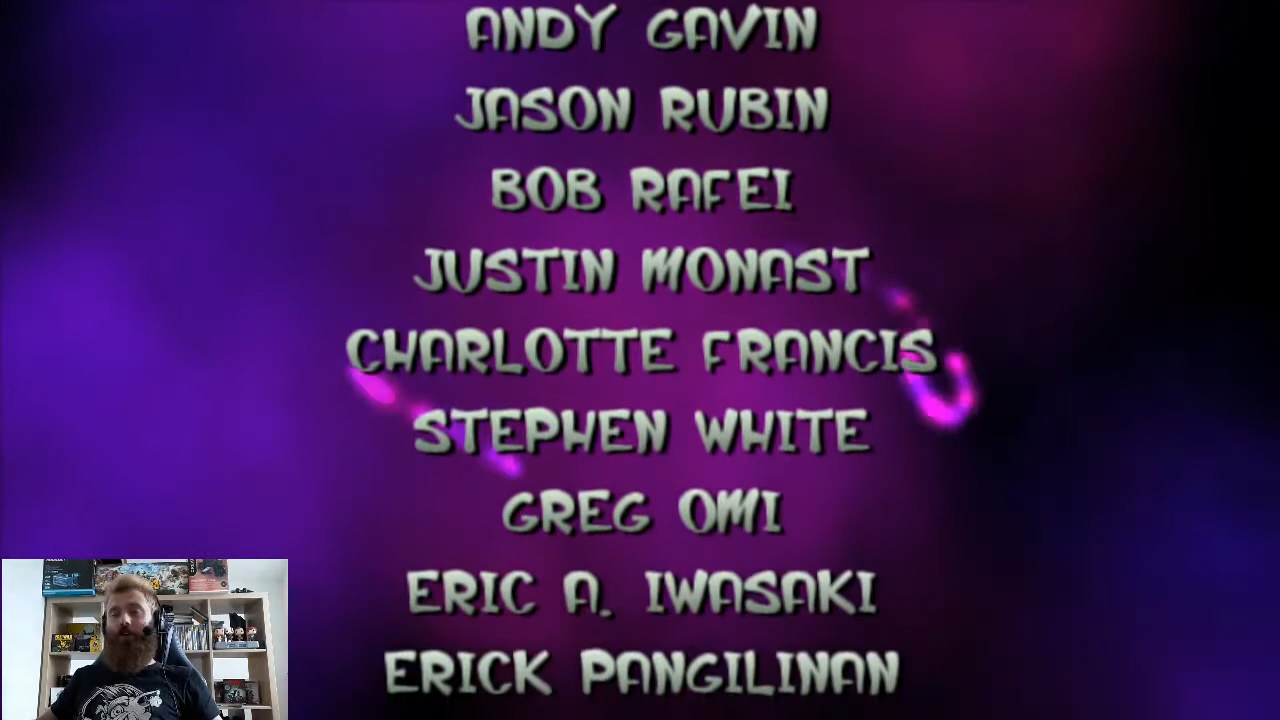 ANDY GAVIN
JASON RUBIN
BOB RAFEI
JUSTIN MONAST
CHARLOTTE FRANCIS
STEPHEN WHITE
GREG OMI
ERIC A. IWASAKI
ERICK PANGILINAN